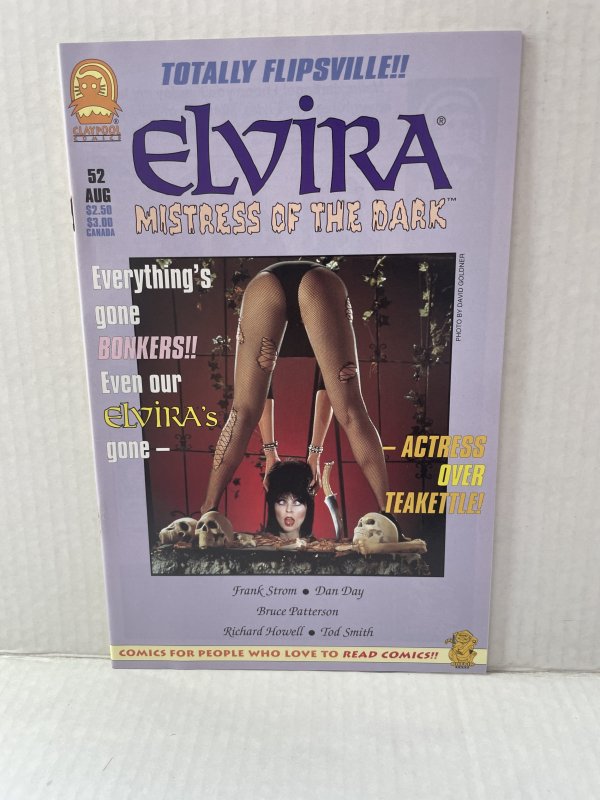 TOTALLY FLIPSVILLE!!
CLAYPOOL
COMICS
ELVIRA®
MISTRESS OF THE DARK™
52
AUG
$2.50
$3.00
CANADA
PHOTO BY DAVID GOLDNER
Everything's
gone
BONKERS!!
Even our
ELVIRA's
gone –
– ACTRESS
OVER
TEAKETTLE!
Frank Strom • Dan Day
Bruce Patterson
Richard Howell • Tod Smith
COMICS FOR PEOPLE WHO LOVE TO READ COMICS!!